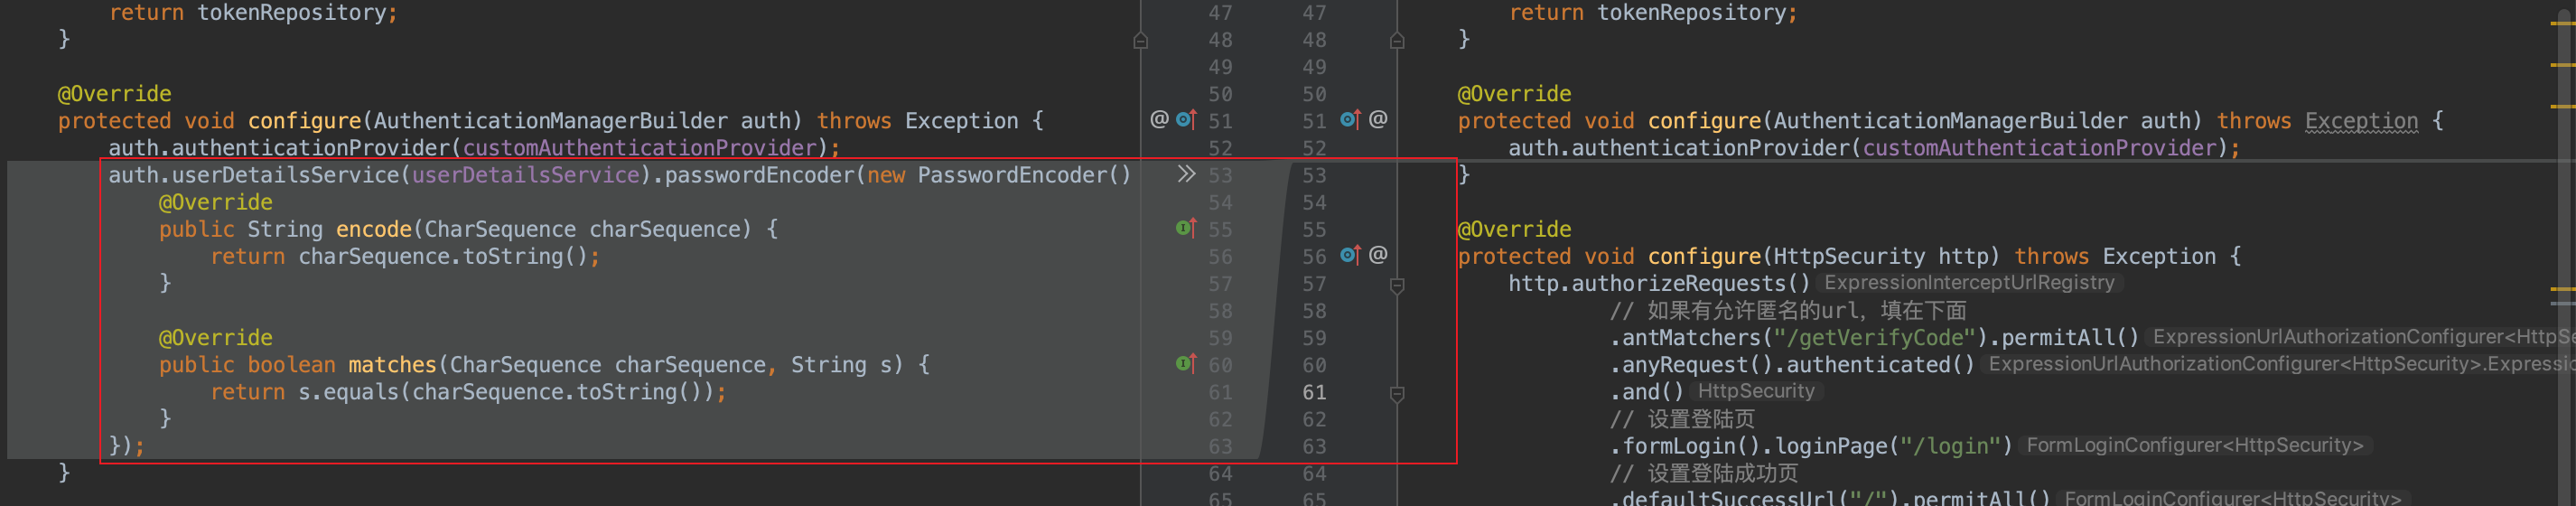 return tokenRepository;
}
@Override
protected void configure(AuthenticationManagerBuilder auth) throws Exception {
auth.authenticationProvider(customAuthenticationProvider);
auth.userDetailsService(userDetailsService).passwordEncoder(new PasswordEncoder()
@Override
public String encode(CharSequence charSequence) {
return charSequence.toString();
}
@Override
public boolean matches(CharSequence charSequence, String s) {
return s.equals(charSequence.toString());
}
});
}
47 47
48 48
49 49
50 50
@ 51 51 @
52 52
53 53
54 54
55 55
56 56 @
57 57
58 58
59 59
60 60
61 61
62 62
63 63
64 64
65 65
return tokenRepository;
}
@Override
protected void configure(AuthenticationManagerBuilder auth) throws Exception {
auth.authenticationProvider(customAuthenticationProvider);
}
@Override
protected void configure(HttpSecurity http) throws Exception {
http.authorizeRequests() ExpressionInterceptUrlRegistry
// 如果有允许匿名的url，填在下面
.antMatchers("/getVerifyCode").permitAll() ExpressionUrlAuthorizationConfigurer<HttpSe
.anyRequest().authenticated() ExpressionUrlAuthorizationConfigurer<HttpSecurity>.Expressi
.and() HttpSecurity
// 设置登陆页
.formLogin().loginPage("/login") FormLoginConfigurer<HttpSecurity>
// 设置登陆成功页
.defaultSuccessUrl("/").permitAll() FormLoginConfigurer<HttpSecurity>